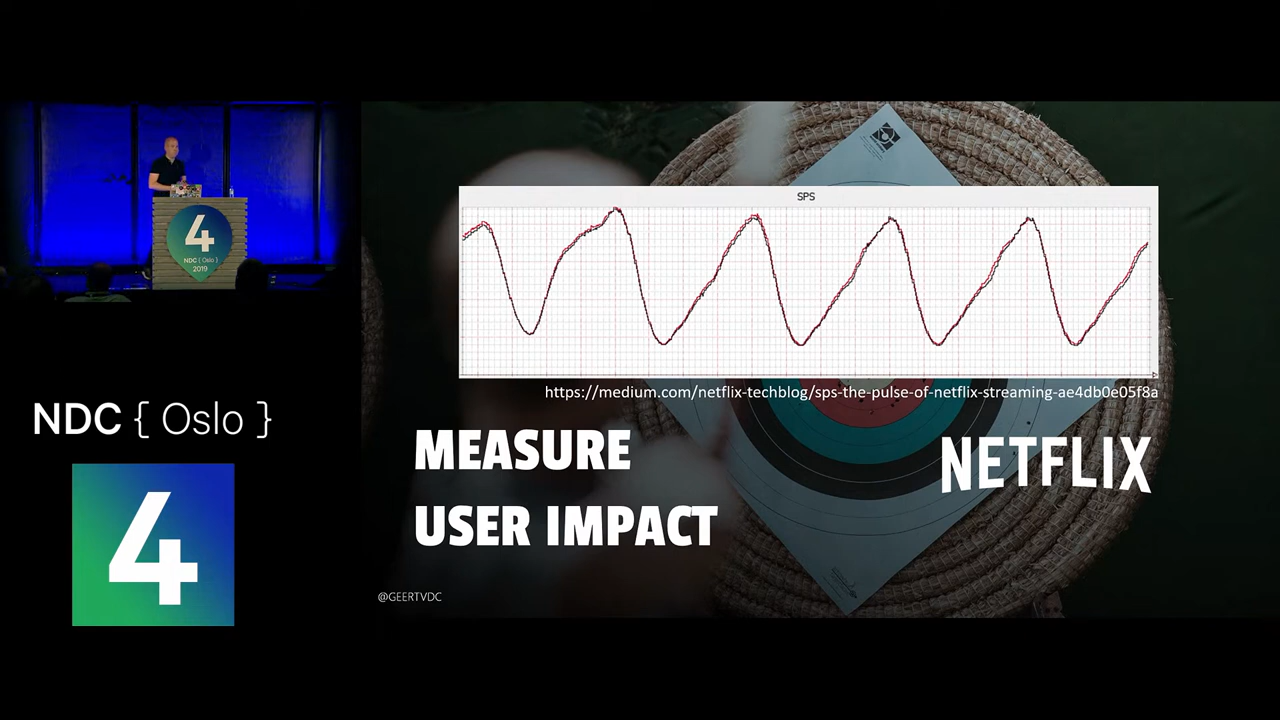 4
NDC { Oslo }
2019
NDC { Oslo }
4
SPS
https://medium.com/netflix-techblog/sps-the-pulse-of-netflix-streaming-ae4db0e05f8a
MEASURE
USER IMPACT
NETFLIX
@GEERTVDC